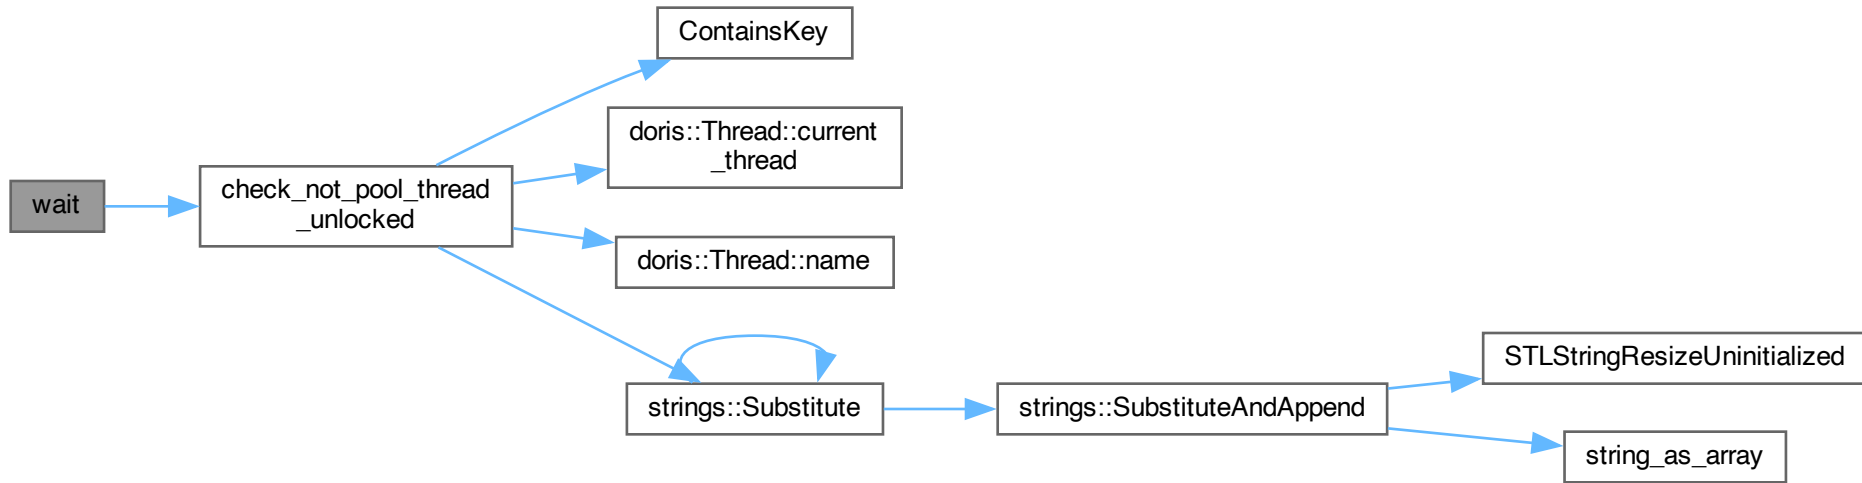 wait
check_not_pool_thread
_unlocked
ContainsKey
doris::Thread::current
_thread
doris::Thread::name
strings::Substitute
strings::SubstituteAndAppend
STLStringResizeUninitialized
string_as_array